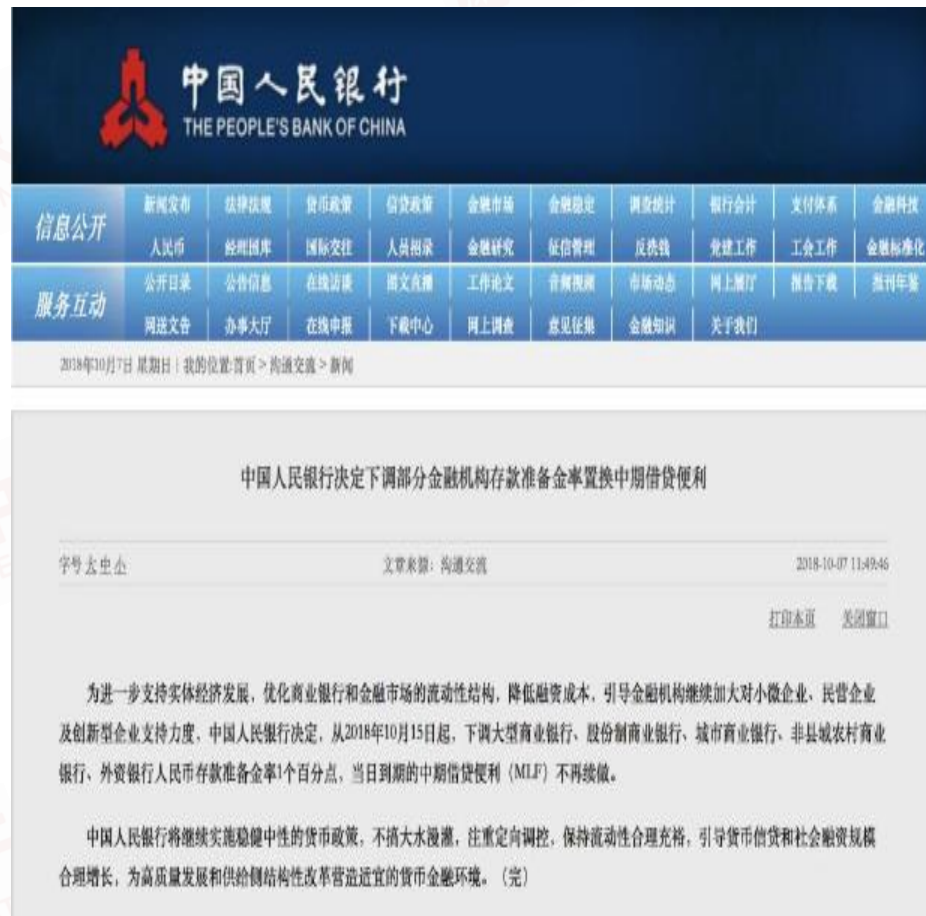 中国人民银行
THE PEOPLE'S BANK OF CHINA
信息公开 新闻发布 法律法规 货币政策 信贷政策 金融市场 金融稳定 调查统计 银行会计 支付体系 金融科技
人民币 经理国库 国际交往 人员招录 金融研究 征信管理 反洗钱 党建工作 工会工作 金融标准化
服务互动 公开目录 公告信息 在线访谈 图文直播 工作论文 音频视频 市场动态 网上展厅 报告下载 报刊年鉴
网送文告 办事大厅 在线申报 下载中心 网上调查 意见征集 金融知识 关于我们
2018年10月7日 星期日 | 我的位置:首页 > 沟通交流 > 新闻
中国人民银行决定下调部分金融机构存款准备金率置换中期借贷便利
字号 大 中 小 文章来源：沟通交流 2018-10-07 11:49:46
打印本页 关闭窗口
为进一步支持实体经济发展，优化商业银行和金融市场的流动性结构，降低融资成本，引导金融机构继续加大对小微企业、民营企业
及创新型企业支持力度，中国人民银行决定，从2018年10月15日起，下调大型商业银行、股份制商业银行、城市商业银行、非县域农村商业
银行、外资银行人民币存款准备金率1个百分点，当日到期的中期借贷便利（MLF）不再续做。
中国人民银行将继续实施稳健中性的货币政策，不搞大水漫灌，注重定向调控，保持流动性合理充裕，引导货币信贷和社会融资规模
合理增长，为高质量发展和供给侧结构性改革营造适宜的货币金融环境。（完）